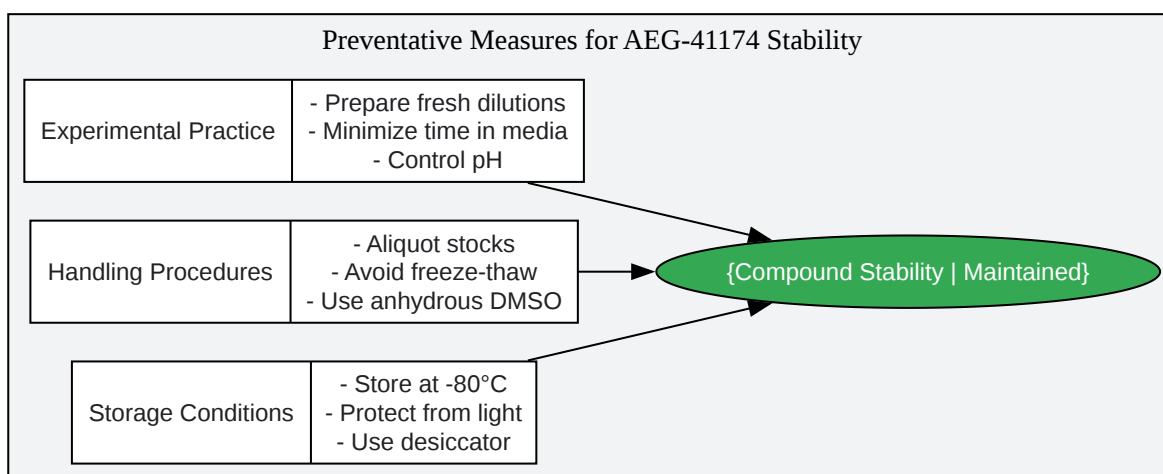 Preventative Measures for AEG-41174 Stability
Experimental Practice
- Prepare fresh dilutions
- Minimize time in media
- Control pH
Handling Procedures
- Aliquot stocks
- Avoid freeze-thaw
- Use anhydrous DMSO
{Compound Stability | Maintained}
Storage Conditions
- Store at -80°C
- Protect from light
- Use desiccator